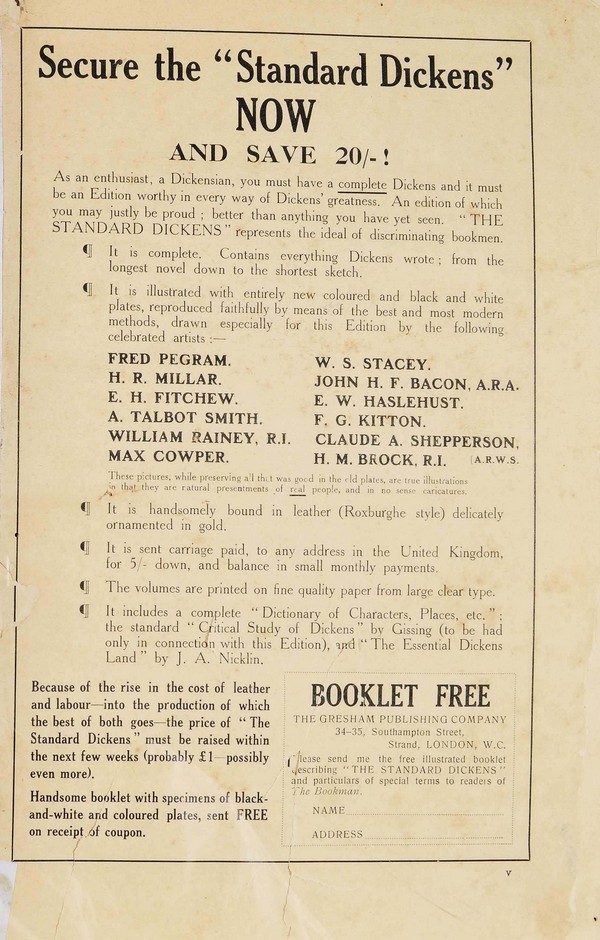 Secure the “Standard Dickens”
NOW
AND SAVE 20/-!
As an enthusiast, a Dickensian, you must have a complete Dickens and it must
be an Edition worthy in every way of Dickens' greatness. An edition of which
you may justly be proud ; better than anything you have yet seen. “THE
STANDARD DICKENS” represents the ideal of discriminating bookmen.
¶ It is complete. Contains everything Dickens wrote ; from the
longest novel down to the shortest sketch.
¶ It is illustrated with entirely new coloured and black and white
plates, reproduced faithfully by means of the best and most modern
methods, drawn especially for this Edition by the following
celebrated artists :—
FRED PEGRAM. W. S. STACEY.
H. R. MILLAR. JOHN H. F. BACON, A.R.A.
E. H. FITCHEW. E. W. HASLEHUST.
A. TALBOT SMITH. F. G. KITTON.
WILLIAM RAINEY, R.I. CLAUDE A. SHEPPERSON,
MAX COWPER. H. M. BROCK, R.I. [A.R.W.S.
These pictures, while preserving all that was good in the old plates, are true illustrations
in that they are natural presentments of real people, and in no sense caricatures.
¶ It is handsomely bound in leather (Roxburghe style) delicately
ornamented in gold.
¶ It is sent carriage paid, to any address in the United Kingdom,
for 5/- down, and balance in small monthly payments.
¶ The volumes are printed on fine quality paper from large clear type.
¶ It includes a complete “Dictionary of Characters, Places, etc.” ;
the standard “Critical Study of Dickens” by Gissing (to be had
only in connection with this Edition), and “The Essential Dickens
Land” by J. A. Nicklin.
Because of the rise in the cost of leather
and labour—into the production of which
the best of both goes—the price of “The
Standard Dickens” must be raised within
the next few weeks (probably £1—possibly
even more).
Handsome booklet with specimens of black-
and-white and coloured plates, sent FREE
on receipt of coupon.
BOOKLET FREE
THE GRESHAM PUBLISHING COMPANY
34-35, Southampton Street,
Strand, LONDON, W.C.
Please send me the free illustrated booklet
describing “THE STANDARD DICKENS”
and particulars of special terms to readers of
The Bookman.
NAME
ADDRESS
v